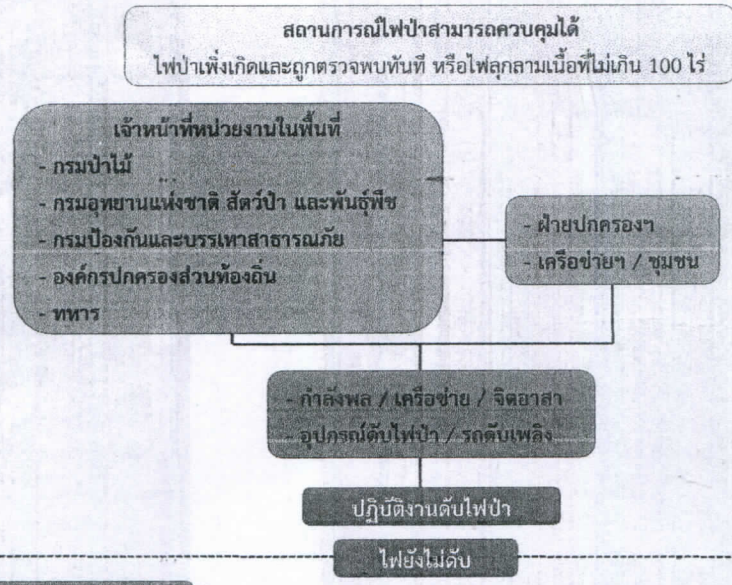 สถานการณ์ไฟป่าสามารถควบคุมได้
ไฟป่าเพิ่งเกิดและถูกตรวจพบทันที หรือไฟลุกลามเนื้อที่ไม่เกิน 100 ไร่
เจ้าหน้าที่หน่วยงานในพื้นที่
- กรมป่าไม้
- กรมอุทยานแห่งชาติ สัตว์ป่า และพันธุ์พืช
- กรมป้องกันและบรรเทาสาธารณภัย
- องค์กรปกครองส่วนท้องถิ่น
- ทหาร
- ฝ่ายปกครองฯ
- เครือข่ายฯ / ชุมชน
- กำลังพล / เครือข่าย / จิตอาสา
- อุปกรณ์ดับไฟป่า / รถดับเพลิง
ปฏิบัติงานดับไฟป่า
ไฟยังไม่ดับ